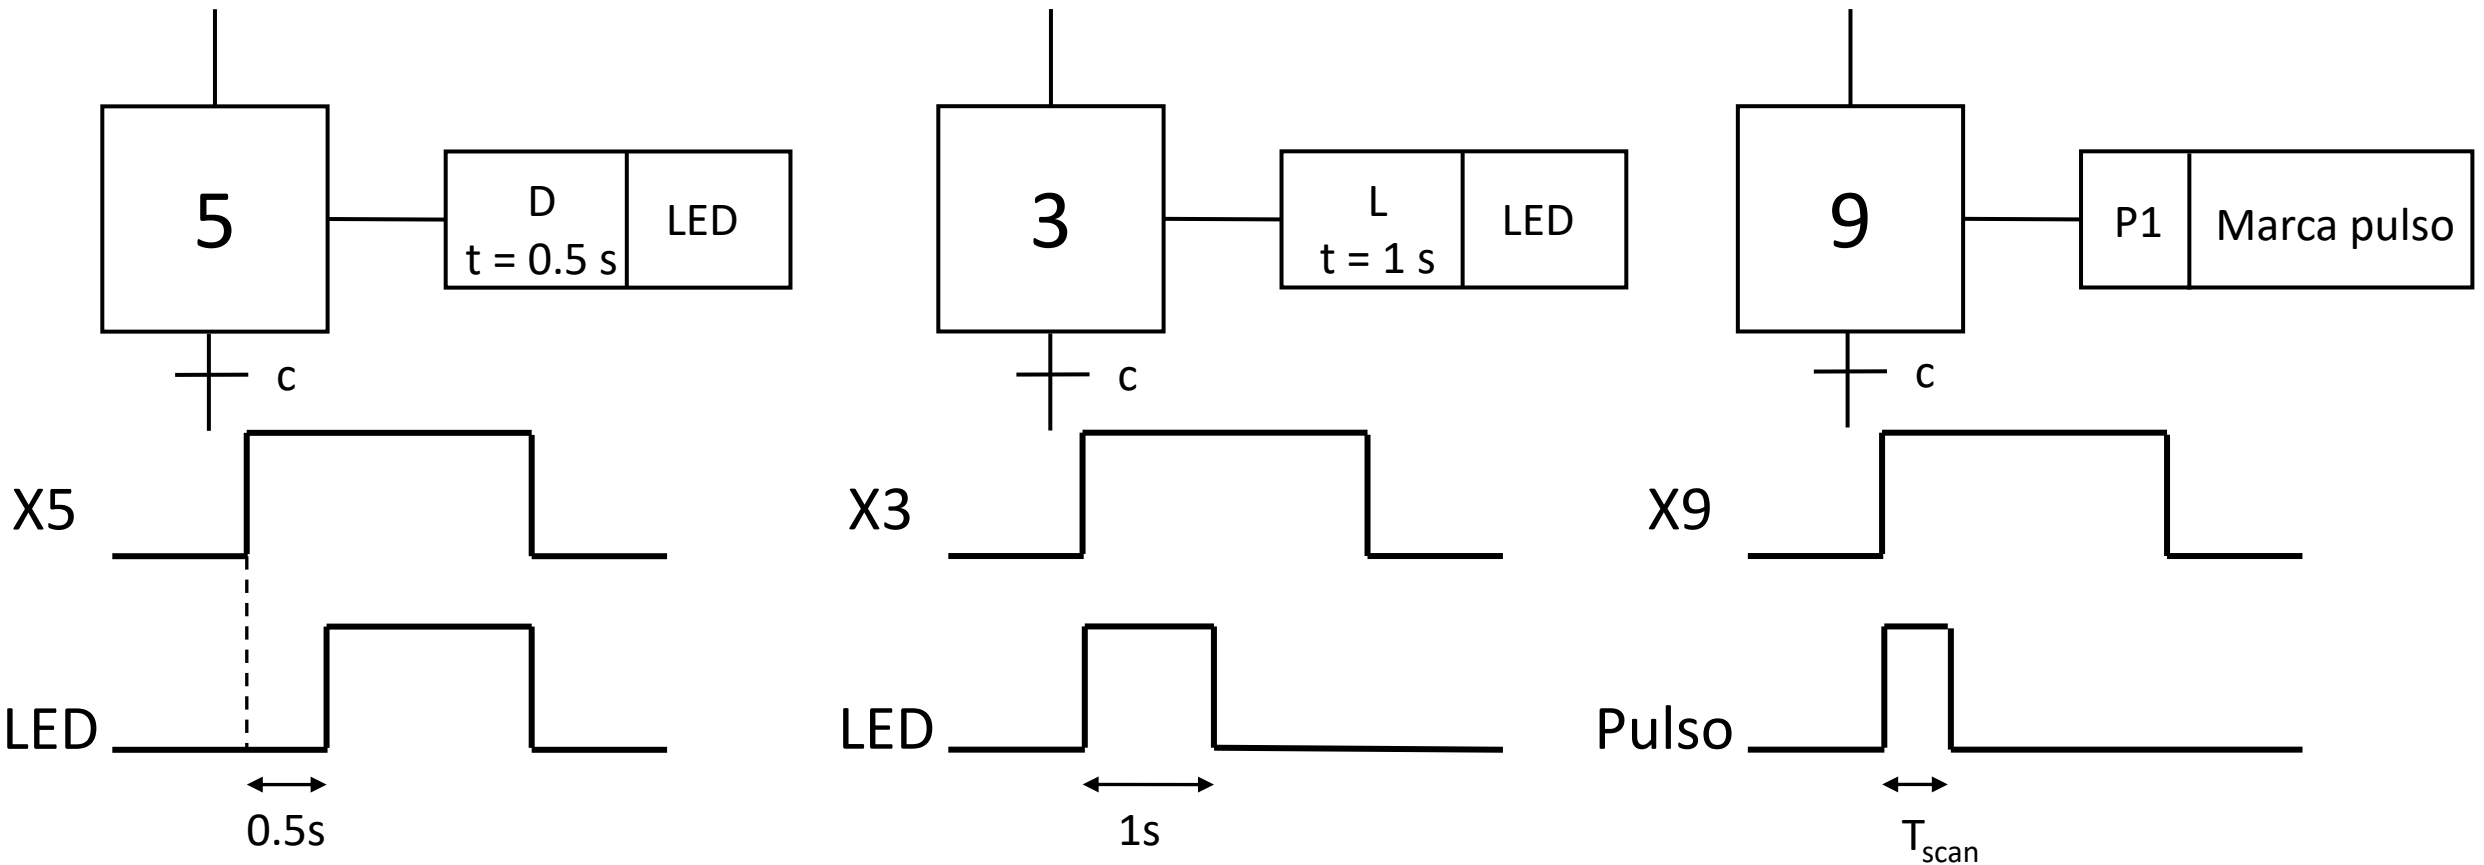 5
D
t = 0.5 s
LED
c
X5
LED
0.5s
3
L
t = 1 s
LED
c
X3
LED
1s
9
P1
Marca pulso
c
X9
Pulso
Tscan